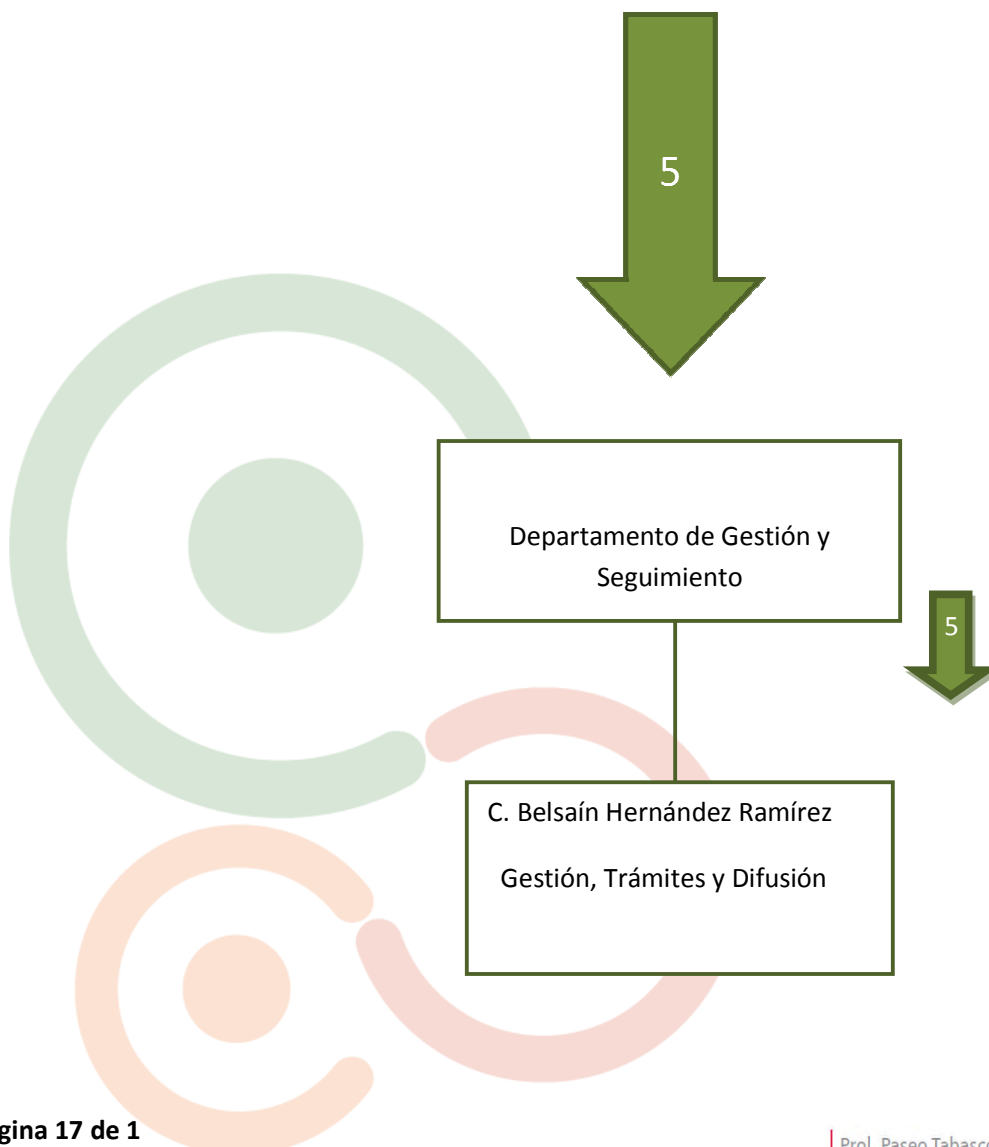 5
Departamento de Gestión y
Seguimiento
5
C. Belsaín Hernández Ramírez
Gestión, Trámites y Difusión
gina 17 de 1
Prol. Paseo Tabasco